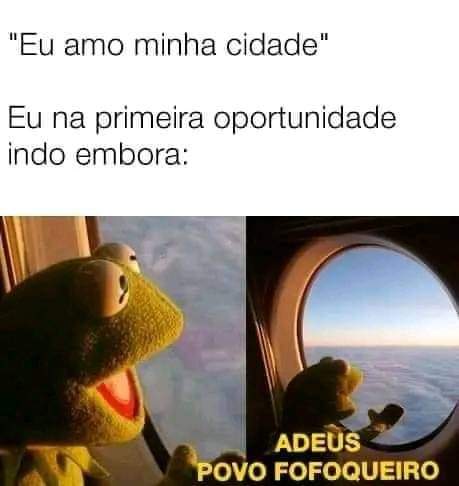 "Eu amo minha cidade"
Eu na primeira oportunidade
indo embora:
ADEUS
POVO FOFOQUEIRO